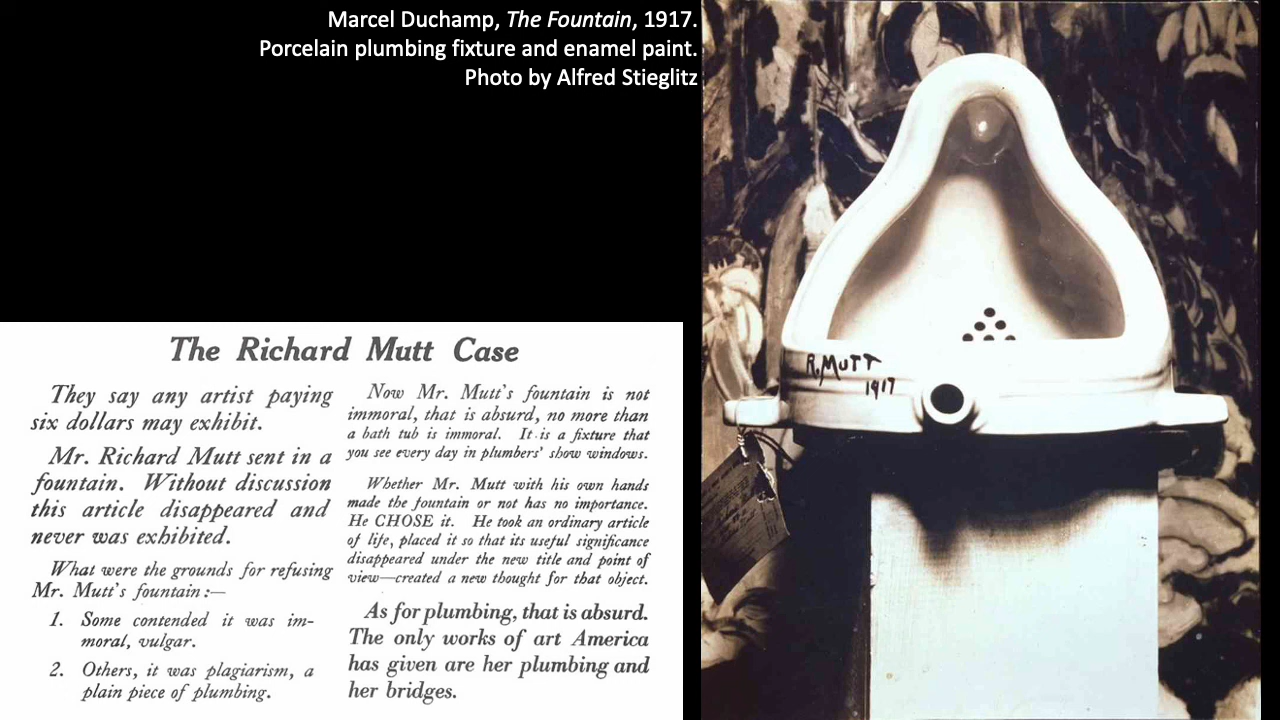 Marcel Duchamp, The Fountain, 1917.
Porcelain plumbing fixture and enamel paint.
Photo by Alfred Stieglitz
The Richard Mutt Case
They say any artist paying
six dollars may exhibit.
Mr. Richard Mutt sent in a
fountain. Without discussion
this article disappeared and
never was exhibited.
What were the grounds for refusing
Mr. Mutt's fountain:—
1. Some contended it was im-
moral, vulgar.
2. Others, it was plagiarism, a
plain piece of plumbing.
Now Mr. Mutt's fountain is not
immoral, that is absurd, no more than
a bath tub is immoral. It is a fixture that
you see every day in plumbers' show windows.
Whether Mr. Mutt with his own hands
made the fountain or not has no importance.
He CHOSE it. He took an ordinary article
of life, placed it so that its useful significance
disappeared under the new title and point of
view—created a new thought for that object.
As for plumbing, that is absurd.
The only works of art America
has given are her plumbing and
her bridges.
R. MUTT
1917